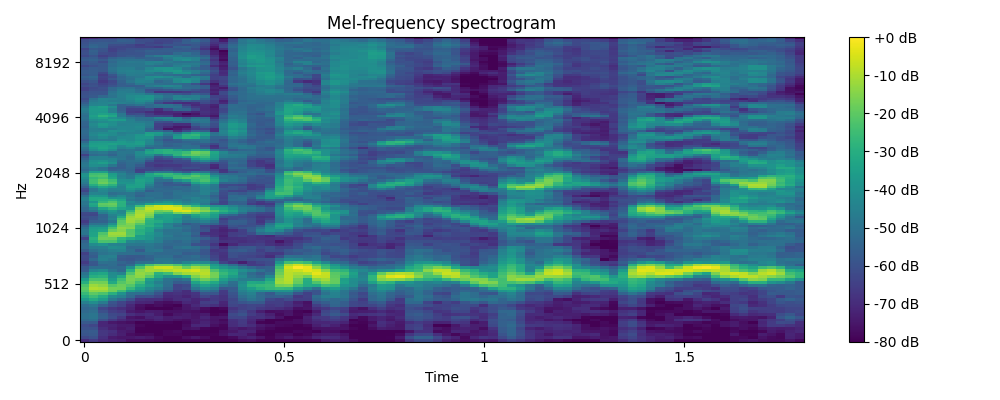 Mel-frequency spectrogram
Hz
8192
4096
2048
1024
512
0
0
0.5
1
1.5
Time
+0 dB
-10 dB
-20 dB
-30 dB
-40 dB
-50 dB
-60 dB
-70 dB
-80 dB